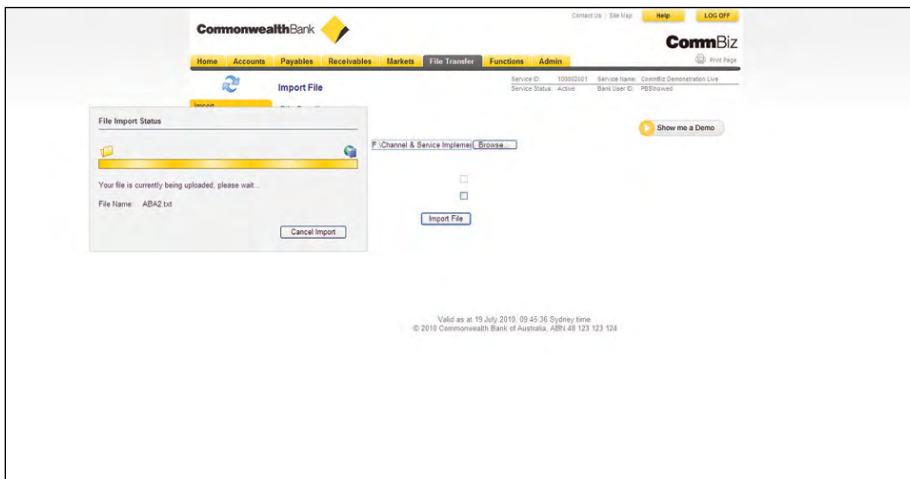 Contact Us | Site Map Help LOG OFF
CommonwealthBank
CommBiz
Home Accounts Payables Receivables Markets File Transfer Functions Admin
Print Page
Service ID: 100002001 Service Name: CommBiz Demonstration Live
Service Status: Active Bank User ID:
Import File
Import
File Import Status
Show me a Demo
F:\Channel & Service Implemen Browse...
Your file is currently being uploaded, please wait...
File Name: ABA2.txt
Import File
Cancel Import
Valid as at 19 July 2010, 09:45:36 Sydney time
© 2010 Commonwealth Bank of Australia, ABN 48 123 123 124